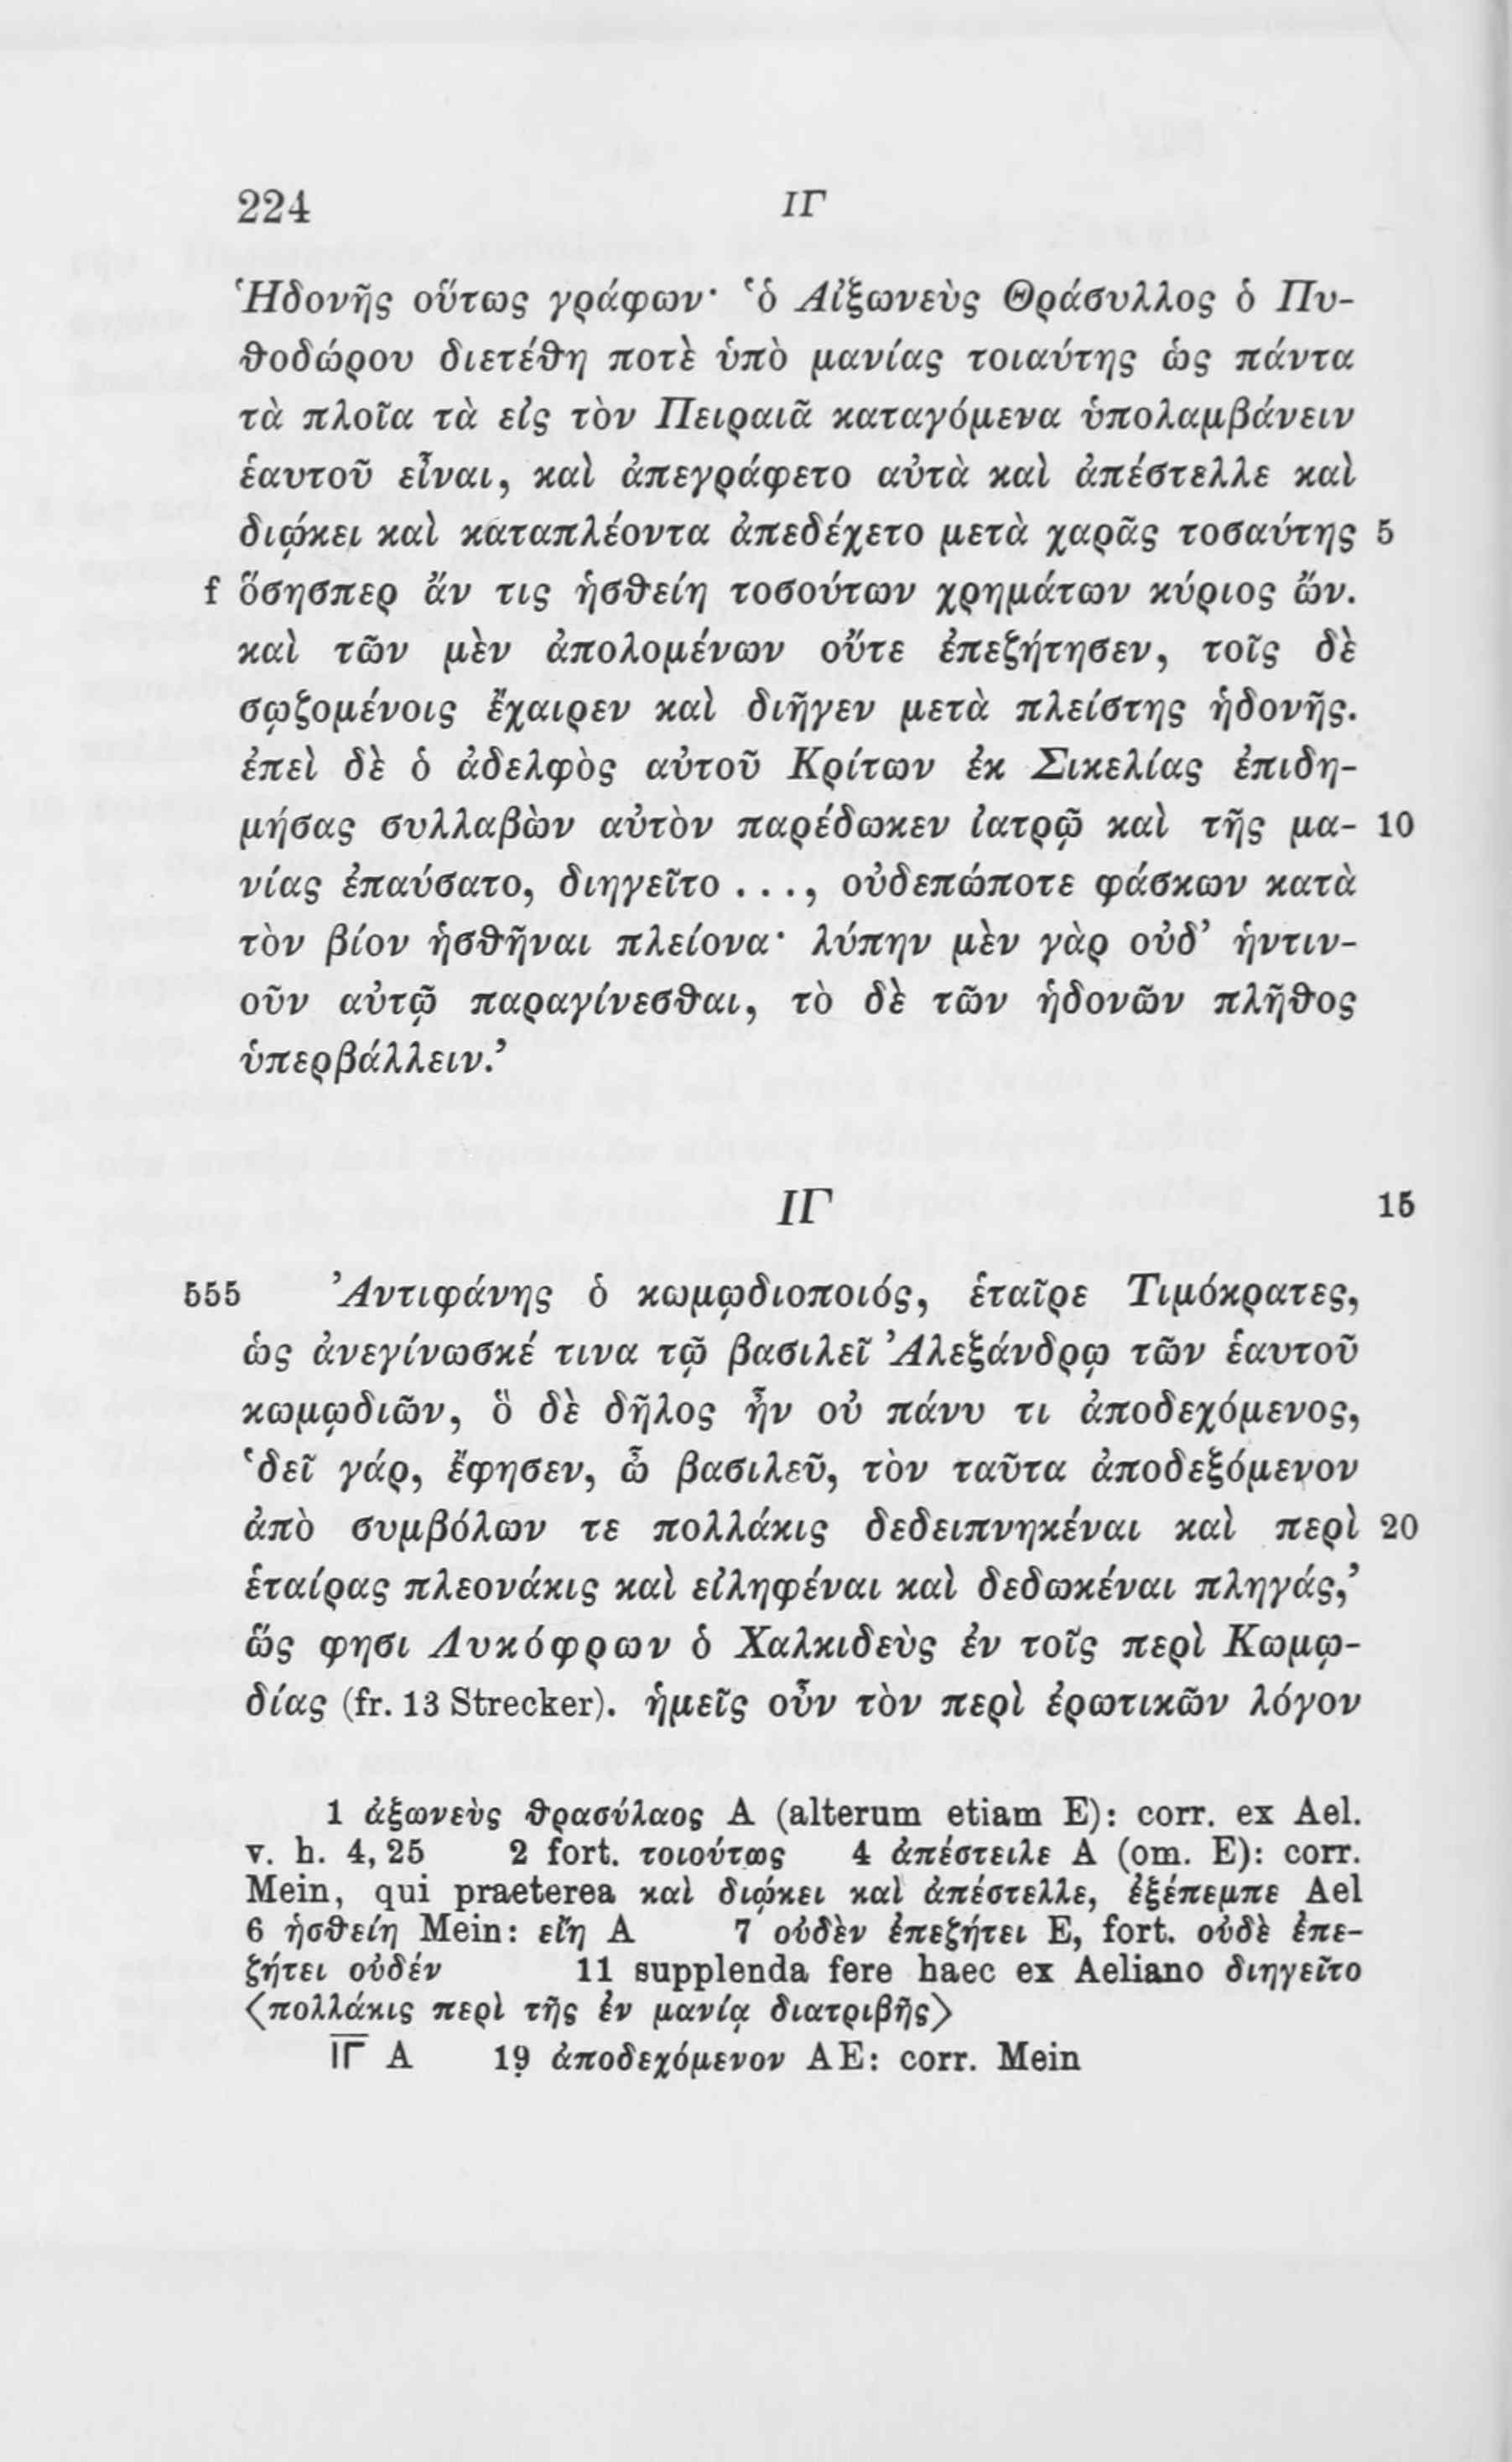 224 ΙΓ
Ἡδονῆς οὕτως γράφων· ‛ὁ Αἰξωνεὺς Θράσυλλος ὁ Πυ-
θοδώρου διετέθη ποτὲ ὑπὸ μανίας τοιαύτης ὡς πάντα
τὰ πλοῖα τὰ εἰς τὸν Πειραιᾶ καταγόμενα ὑπολαμβάνειν
ἑαυτοῦ εἶναι, καὶ ἀπεγράφετο αὐτὰ καὶ ἀπέστελλε καὶ
διῴκει καὶ καταπλέοντα ἀπεδέχετο μετὰ χαρᾶς τοσαύτης 5
f ὅσησπερ ἄν τις ἡσθείη τοσούτων χρημάτων κύριος ὤν.
καὶ τῶν μὲν ἀπολομένων οὔτε ἐπεζήτησεν, τοῖς δὲ
σῳζομένοις ἔχαιρεν καὶ διῆγεν μετὰ πλείστης ἡδονῆς.
ἐπεὶ δὲ ὁ ἀδελφὸς αὐτοῦ Κρίτων ἐκ Σικελίας ἐπιδη-
μήσας συλλαβὼν αὐτὸν παρέδωκεν ἰατρῷ καὶ τῆς μα- 10
νίας ἐπαύσατο, διηγεῖτο . . ., οὐδεπώποτε φάσκων κατὰ
τὸν βίον ἡσθῆναι πλείονα· λύπην μὲν γὰρ οὐδ’ ἡντιν-
οῦν αὐτῷ παραγίνεσθαι, τὸ δὲ τῶν ἡδονῶν πλῆθος
ὑπερβάλλειν.’
ΙΓ 15
555 Ἀντιφάνης ὁ κωμῳδιοποιός, ἑταῖρε Τιμόκρατες,
ὡς ἀνεγίνωσκέ τινα τῷ βασιλεῖ Ἀλεξάνδρῳ τῶν ἑαυτοῦ
κωμῳδιῶν, ὃ δὲ δῆλος ἦν οὐ πάνυ τι ἀποδεχόμενος,
‛δεῖ γάρ, ἔφησεν, ὦ βασιλεῦ, τὸν ταῦτα ἀποδεξόμενον
ἀπὸ συμβόλων τε πολλάκις δεδειπνηκέναι καὶ περὶ 20
ἑταίρας πλεονάκις καὶ εἰληφέναι καὶ δεδωκέναι πληγάς,’
ὥς φησι Λυκόφρων ὁ Χαλκιδεὺς ἐν τοῖς περὶ Κωμῳ-
δίας (fr. 13 Strecker). ἡμεῖς οὖν τὸν περὶ ἐρωτικῶν λόγον
1 ἀξωνεὺς θρασύλαος A (alterum etiam E): corr. ex Ael.
v. h. 4, 25 2 fort. τοιούτως 4 ἀπέστειλε A (om. E): corr.
Mein, qui praeterea καὶ διῴκει καὶ ἀπέστελλε, ἐξέπεμπε Ael
6 ἡσθείη Mein: εἴη A 7 οὐδὲν ἐπεζήτει E, fort. οὐδὲ ἐπε-
ζήτει οὐδέν 11 supplenda fere haec ex Aeliano διηγεῖτο
⟨πολλάκις περὶ τῆς ἐν μανίᾳ διατριβῆς⟩
ΙΓ A 19 ἀποδεχόμενον AE: corr. Mein